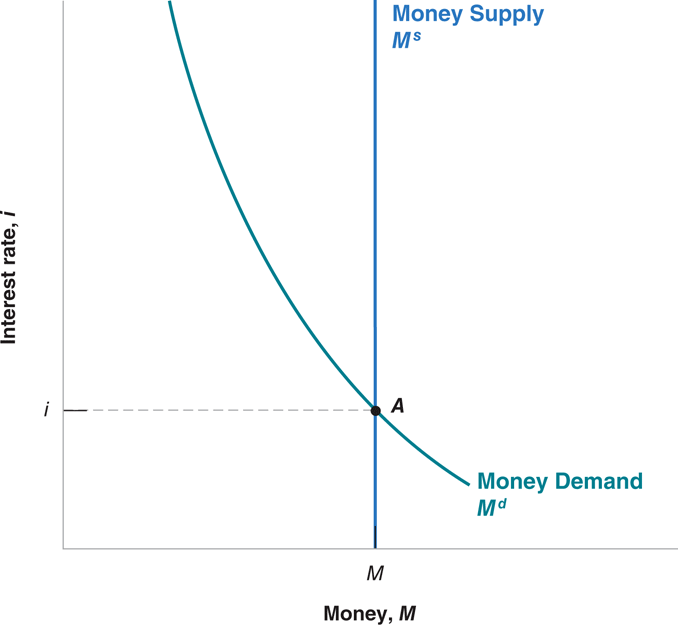 Money Supply
Mˢ
Interest rate, i
i
A
Money Demand
Mᵈ
M
Money, M